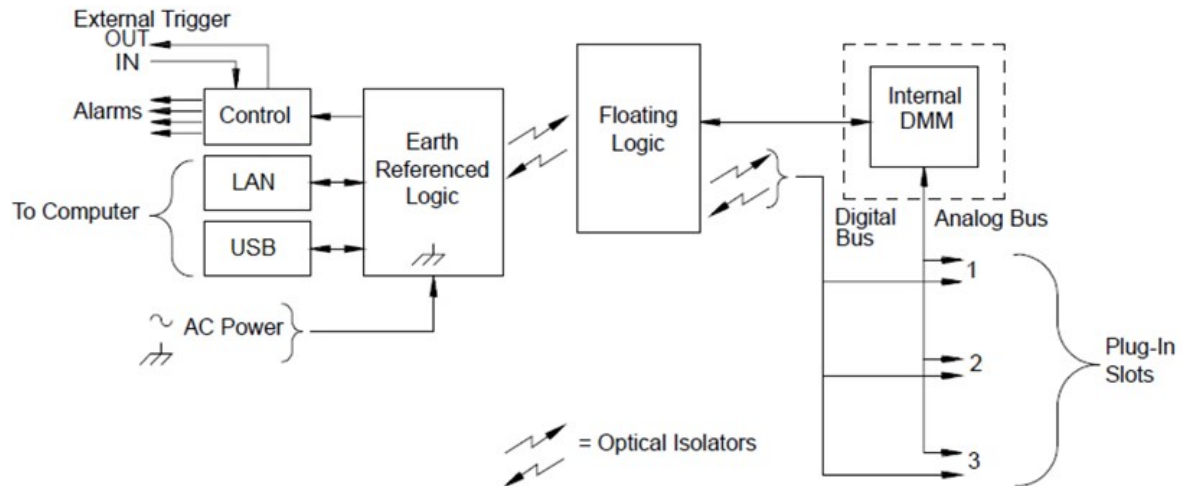 External Trigger
OUT
IN
Alarms
Control
LAN
To Computer
USB
AC Power
Earth
Referenced
Logic
Floating
Logic
Internal
DMM
Digital
Bus
Analog Bus
1
2
3
Plug-In
Slots
= Optical Isolators